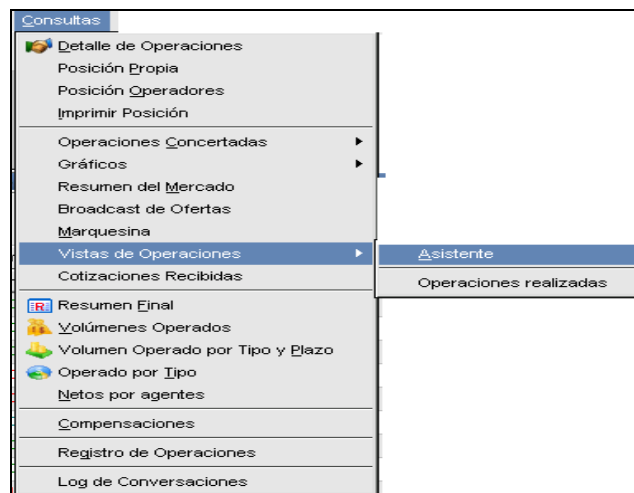 Consultas
Detalle de Operaciones
Posición Propia
Posición Operadores
Imprimir Posición
Operaciones Concertadas
Gráficos
Resumen del Mercado
Broadcast de Ofertas
Marquesina
Vistas de Operaciones
Asistente
Cotizaciones Recibidas
Operaciones realizadas
R Resumen Final
Volúmenes Operados
Volumen Operado por Tipo y Plazo
Operado por Tipo
Netos por agentes
Compensaciones
Registro de Operaciones
Log de Conversaciones